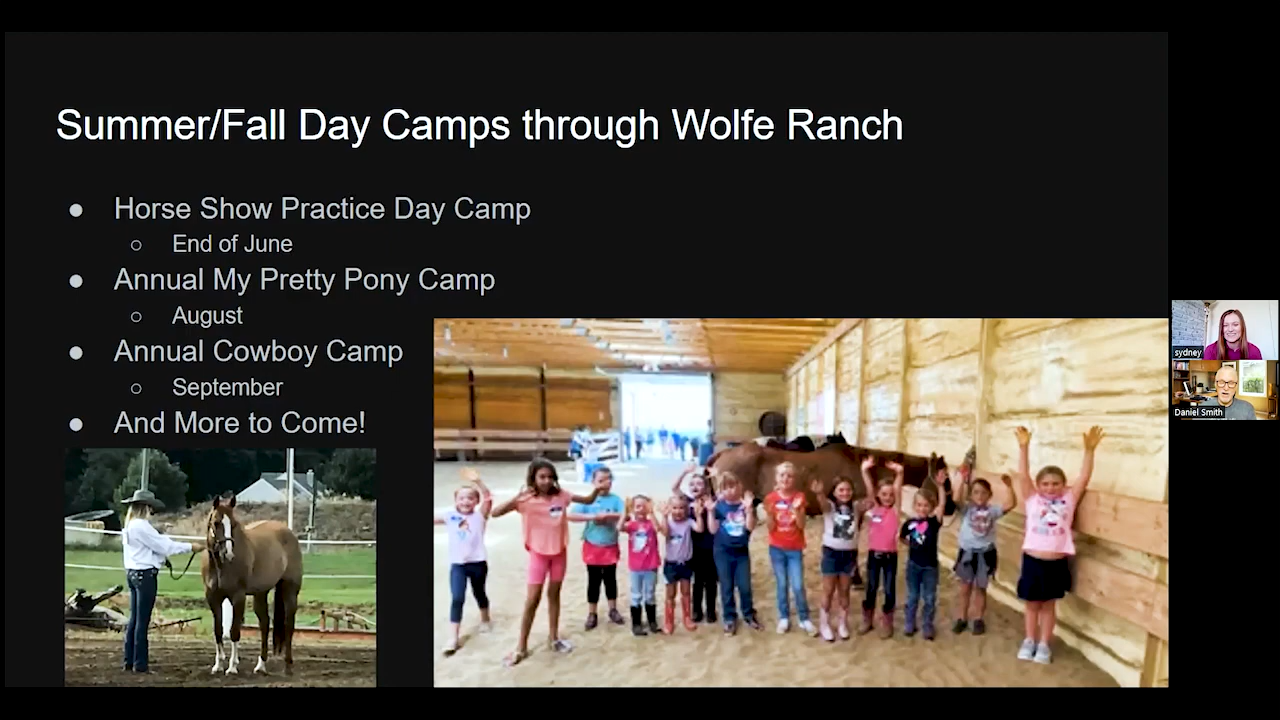 Summer/Fall Day Camps through Wolfe Ranch
● Horse Show Practice Day Camp
○ End of June
● Annual My Pretty Pony Camp
○ August
● Annual Cowboy Camp
○ September
● And More to Come!
sydney
Daniel Smith